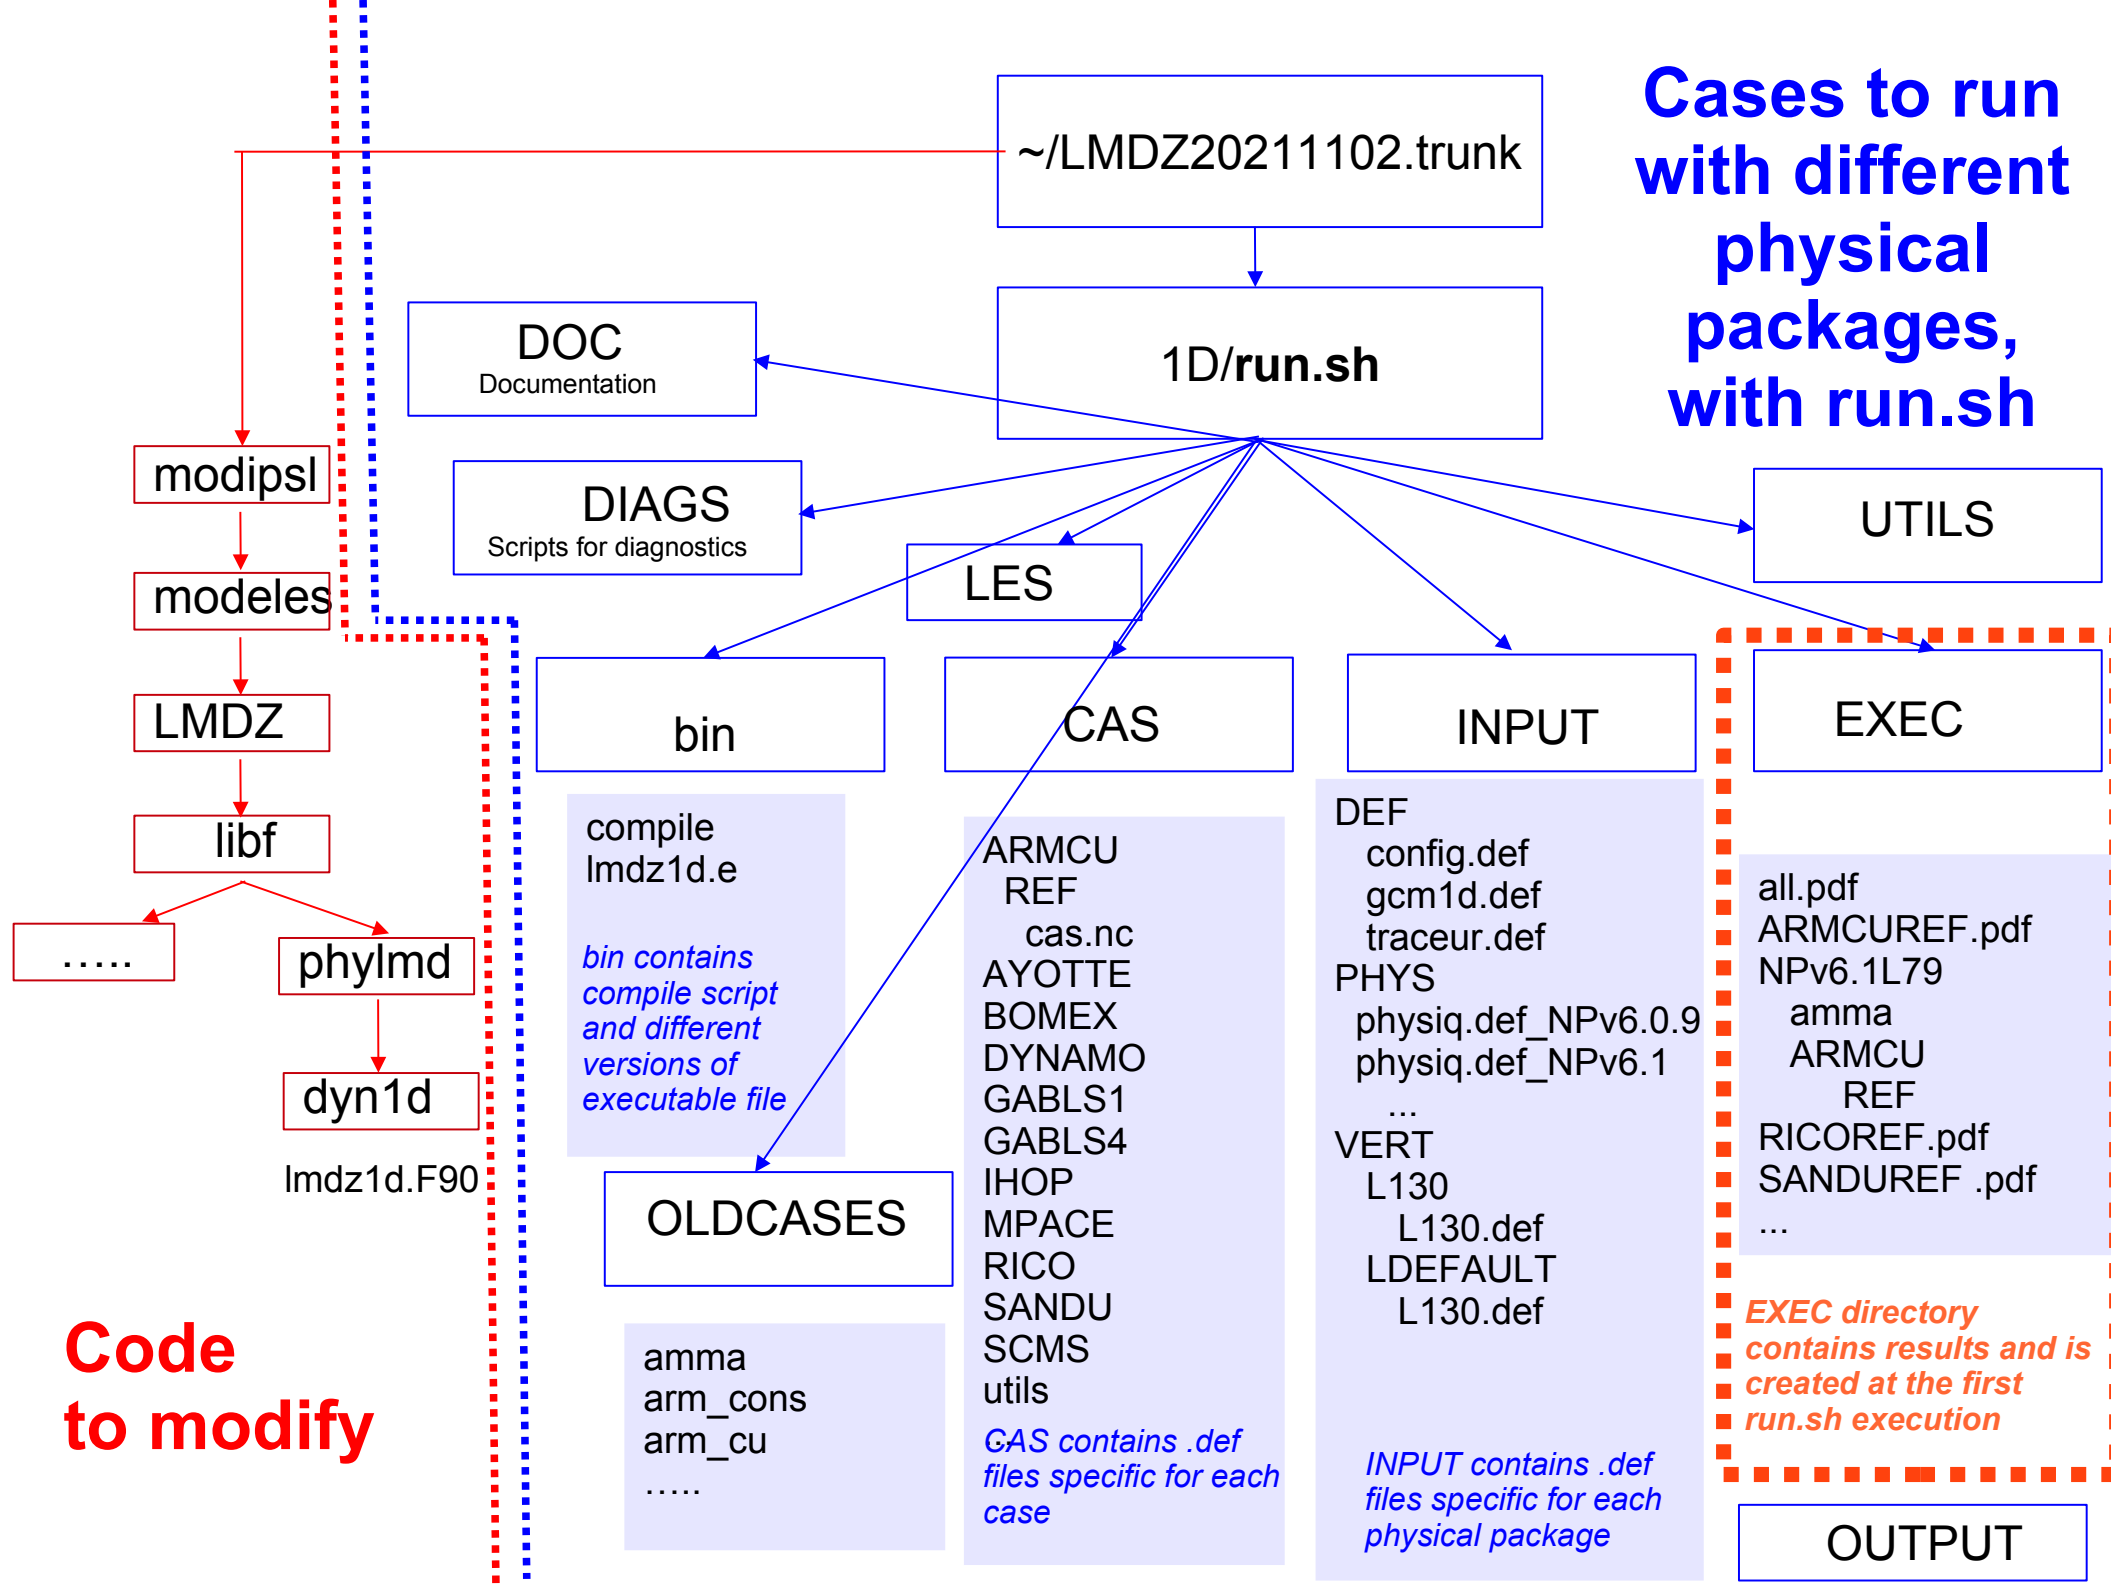 Cases to run
with different
physical
packages,
with run.sh
~/LMDZ20211102.trunk
1D/run.sh
DOC
Documentation
DIAGS
Scripts for diagnostics
LES
UTILS
modipsl
modeles
LMDZ
libf
…..
phylmd
dyn1d
lmdz1d.F90
Code
to modify
bin
compile
lmdz1d.e
bin contains
compile script
and different
versions of
executable file
OLDCASES
amma
arm_cons
arm_cu
…..
CAS
ARMCU
REF
cas.nc
AYOTTE
BOMEX
DYNAMO
GABLS1
GABLS4
IHOP
MPACE
RICO
SANDU
SCMS
utils
...
CAS contains .def
files specific for each
case
INPUT
DEF
config.def
gcm1d.def
traceur.def
PHYS
physiq.def_NPv6.0.9
physiq.def_NPv6.1
...
VERT
L130
L130.def
LDEFAULT
L130.def
INPUT contains .def
files specific for each
physical package
EXEC
all.pdf
ARMCUREF.pdf
NPv6.1L79
amma
ARMCU
REF
RICOREF.pdf
SANDUREF .pdf
...
EXEC directory
contains results and is
created at the first
run.sh execution
OUTPUT